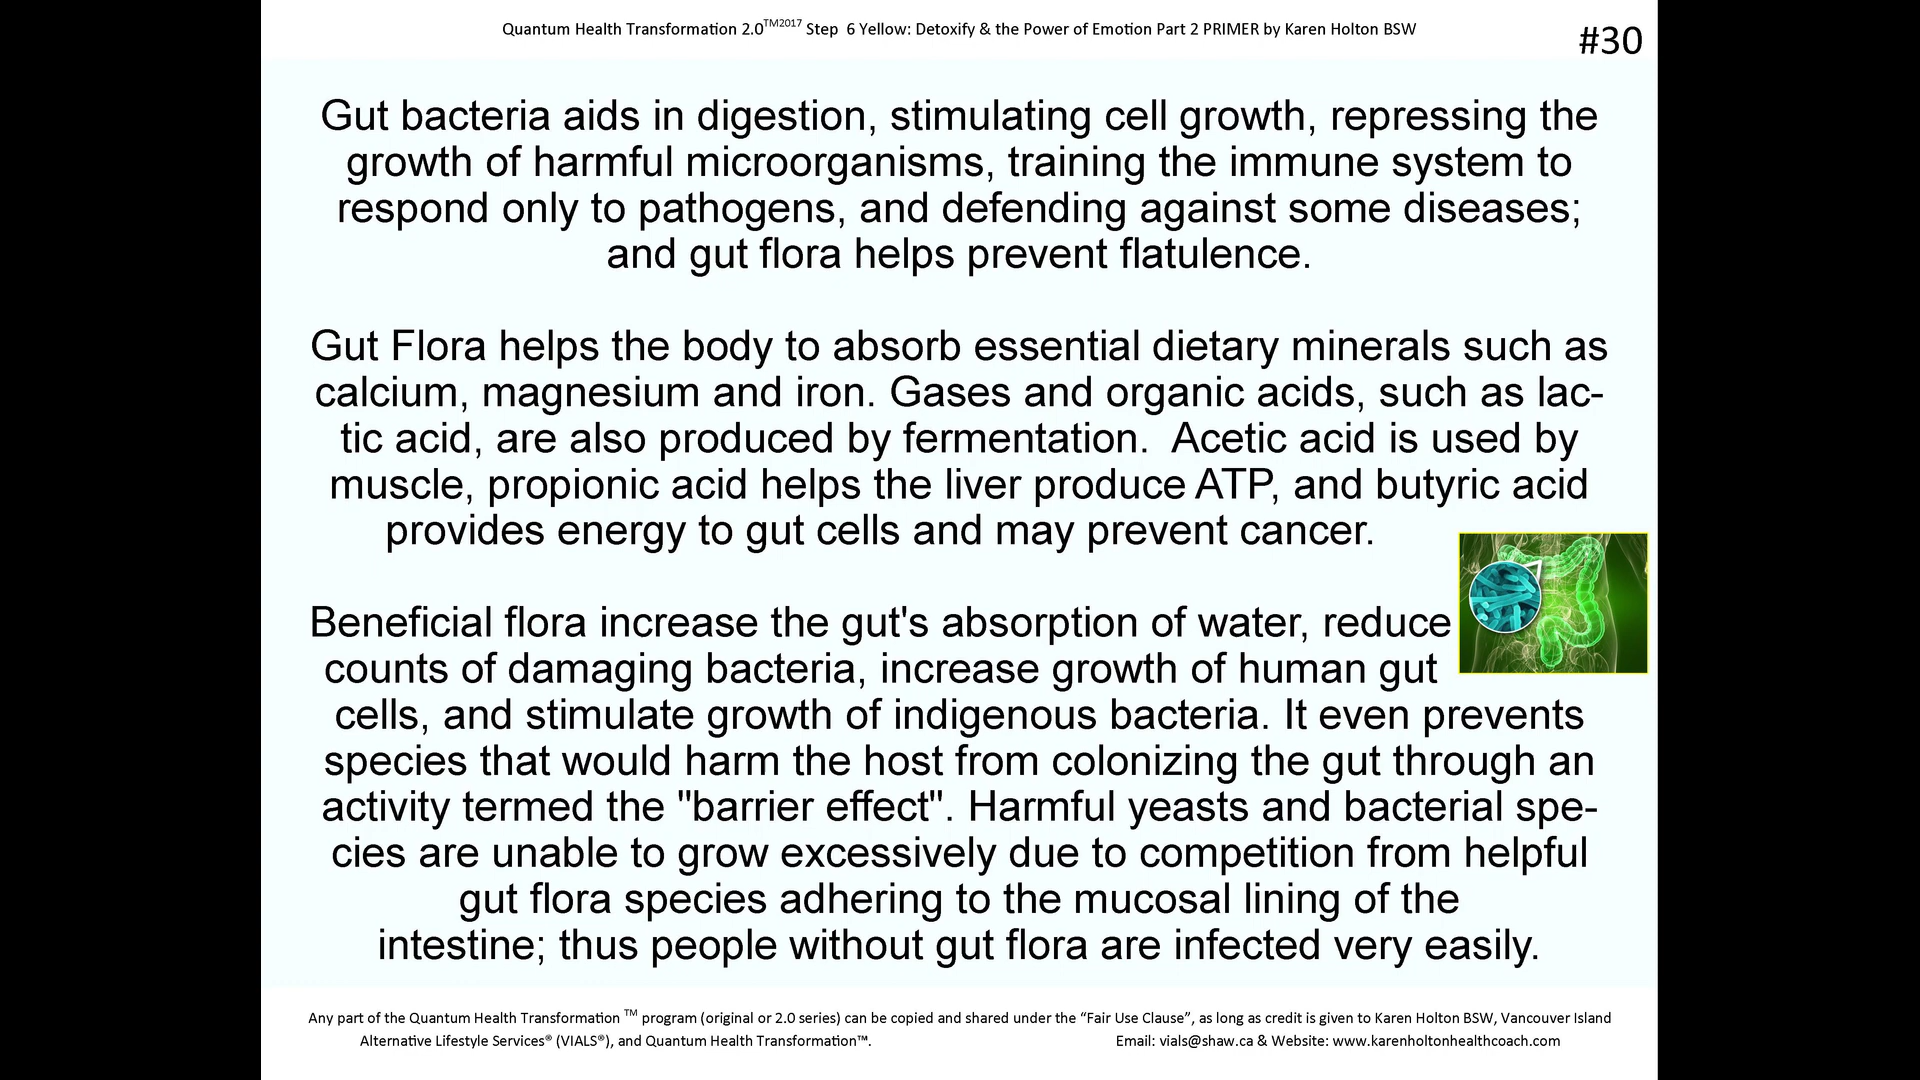 Quantum Health Transformation 2.0TM2017 Step 6 Yellow: Detoxify & the Power of Emotion Part 2 PRIMER by Karen Holton BSW
#30
Gut bacteria aids in digestion, stimulating cell growth, repressing the
growth of harmful microorganisms, training the immune system to
respond only to pathogens, and defending against some diseases;
and gut flora helps prevent flatulence.
Gut Flora helps the body to absorb essential dietary minerals such as
calcium, magnesium and iron. Gases and organic acids, such as lac-
tic acid, are also produced by fermentation. Acetic acid is used by
muscle, propionic acid helps the liver produce ATP, and butyric acid
provides energy to gut cells and may prevent cancer.
Beneficial flora increase the gut's absorption of water, reduce
counts of damaging bacteria, increase growth of human gut
cells, and stimulate growth of indigenous bacteria. It even prevents
species that would harm the host from colonizing the gut through an
activity termed the "barrier effect". Harmful yeasts and bacterial spe-
cies are unable to grow excessively due to competition from helpful
gut flora species adhering to the mucosal lining of the
intestine; thus people without gut flora are infected very easily.
Any part of the Quantum Health Transformation TM program (original or 2.0 series) can be copied and shared under the “Fair Use Clause”, as long as credit is given to Karen Holton BSW, Vancouver Island
Alternative Lifestyle Services® (VIALS®), and Quantum Health Transformation™. Email: vials@shaw.ca & Website: www.karenholtonhealthcoach.com